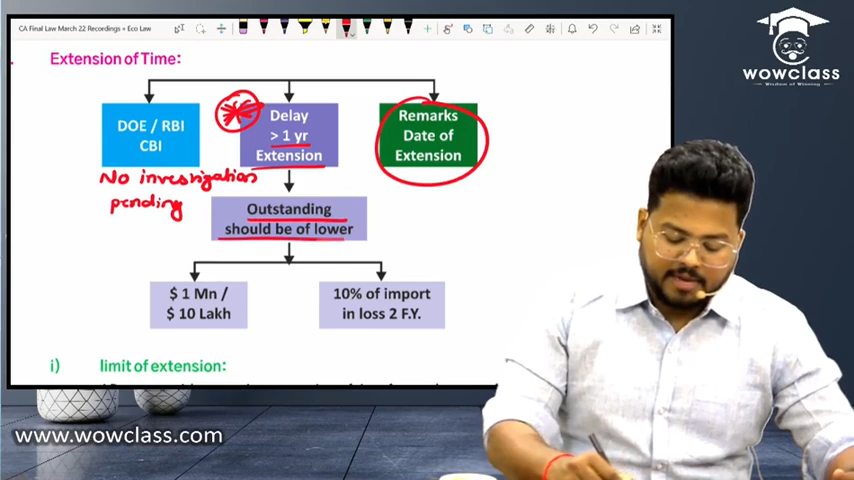 CA Final Law March 22 Recordings » Eco Law
wowclass
Wisdom of Winning
Extension of Time:
DOE / RBI
CBI
Delay
> 1 yr
Extension
Remarks
Date of
Extension
No investigation
pending
Outstanding
should be of lower
$ 1 Mn /
$ 10 Lakh
10% of import
in loss 2 F.Y.
i) limit of extension:
www.wowclass.com